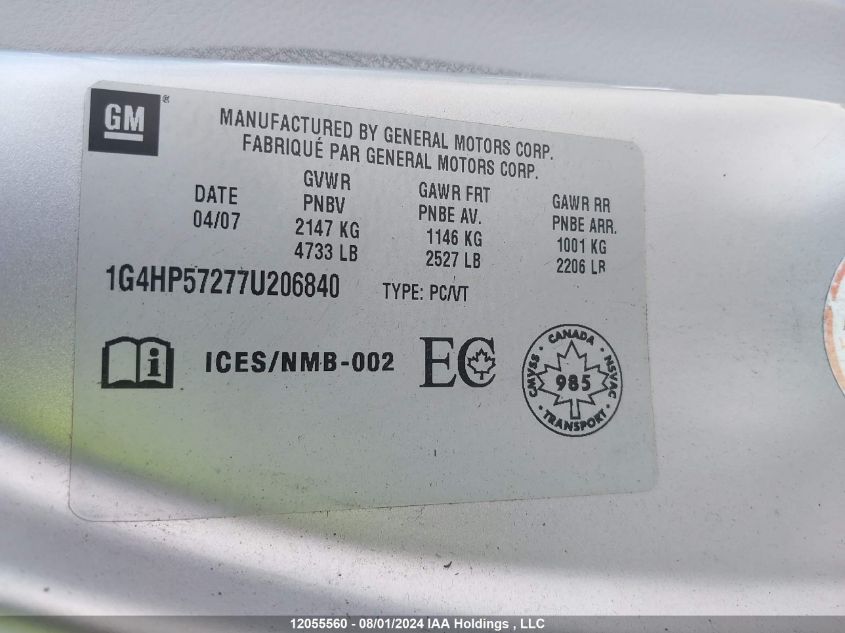 GM®
MANUFACTURED BY GENERAL MOTORS CORP.
FABRIQUÉ PAR GENERAL MOTORS CORP.
DATE
04/07
GVWR
PNBV
2147 KG
4733 LB
GAWR FRT
PNBE AV.
1146 KG
2527 LB
GAWR RR
PNBE ARR.
1001 KG
2206 LB
1G4HP57277U206840 TYPE: PC/VT
i ICES/NMB-002 EC
CANADA
CMVSS 985 NSVAC
TRANSPORT
12055560 - 08/01/2024 IAA Holdings , LLC